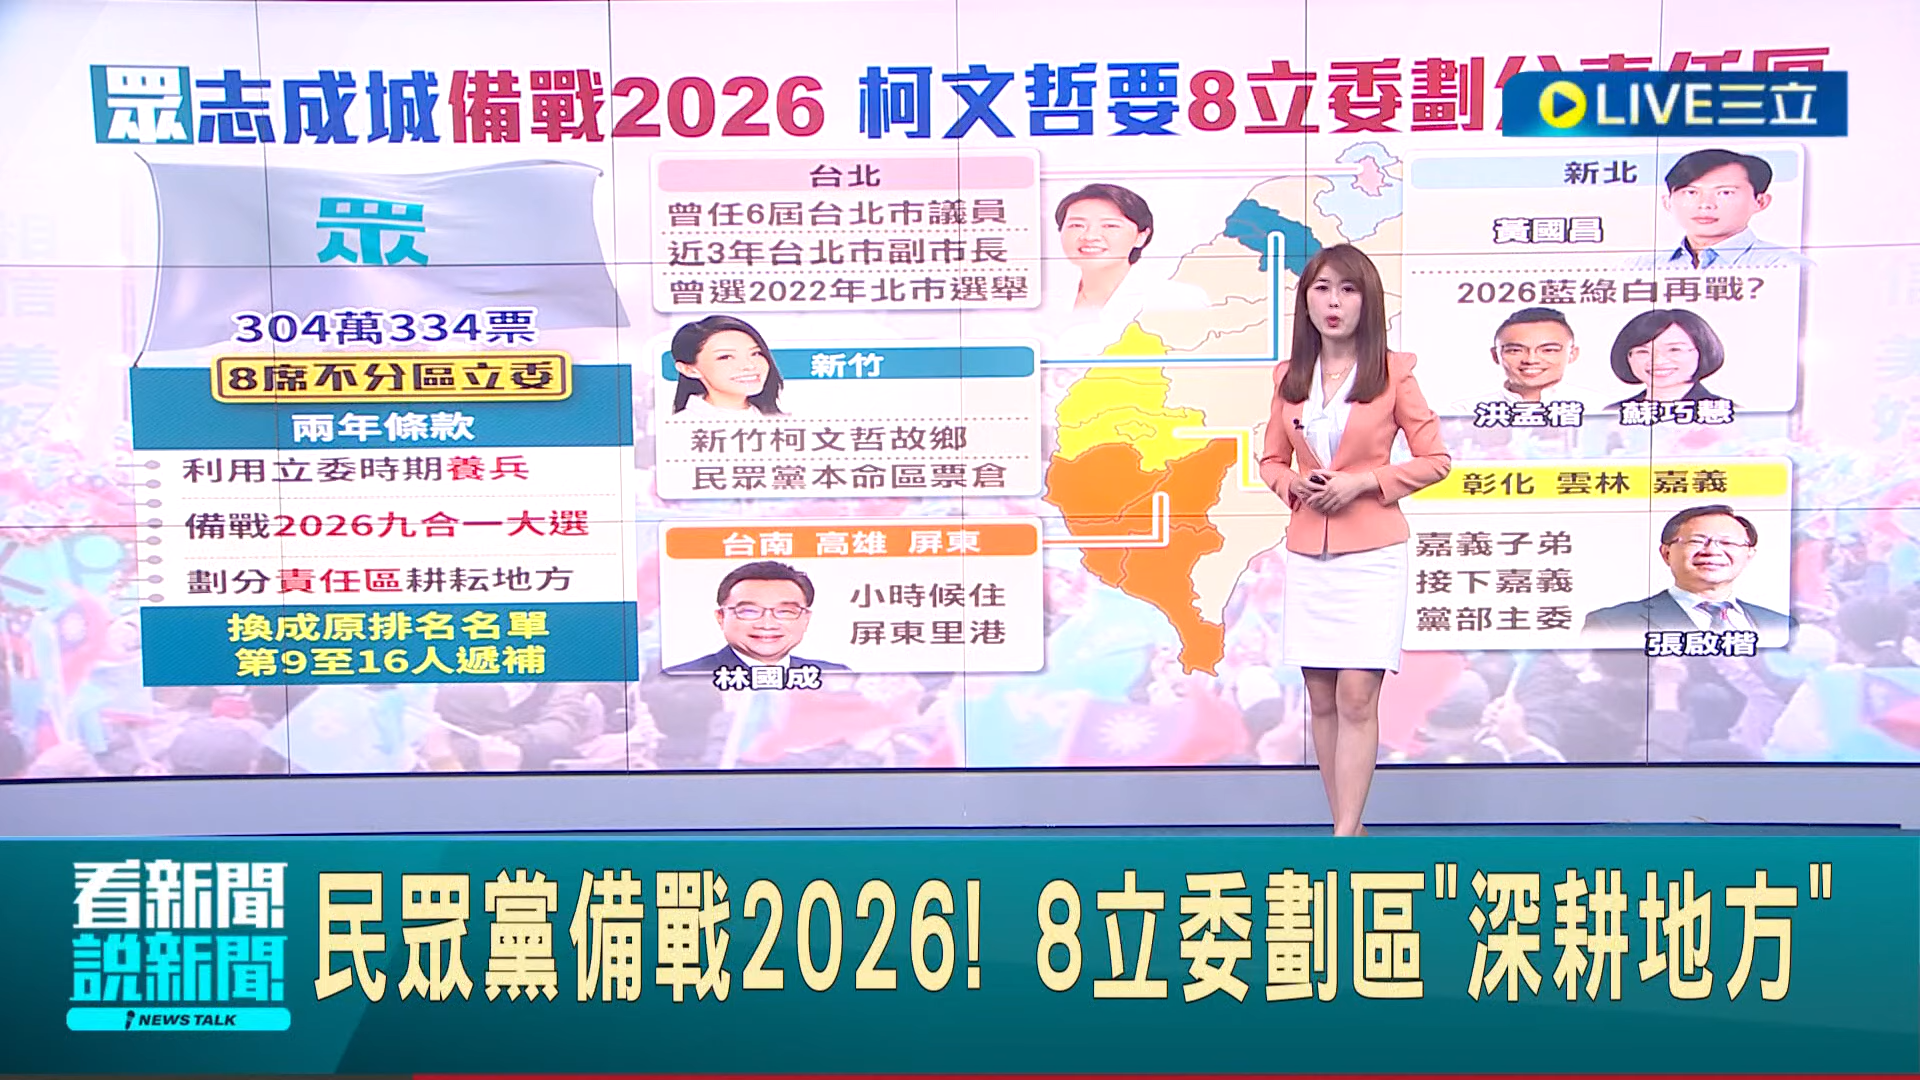 眾志成城備戰2026 柯文哲要8立委劃分責任區
LIVE三立
眾
304萬334票
8席不分區立委
兩年條款
利用立委時期養兵
備戰2026九合一大選
劃分責任區耕耘地方
換成原排名名單
第9至16人遞補
台北
曾任6屆台北市議員
近3年台北市副市長
曾選2022年北市選舉
新竹
新竹柯文哲故鄉
民眾黨本命區票倉
台南 高雄 屏東
小時候住
屏東里港
林國成
新北
黃國昌
2026藍綠白再戰?
洪孟楷 蘇巧慧
彰化 雲林 嘉義
嘉義子弟
接下嘉義
黨部主委
張啟楷
看新聞
說新聞
NEWS TALK
民眾黨備戰2026! 8立委劃區"深耕地方"